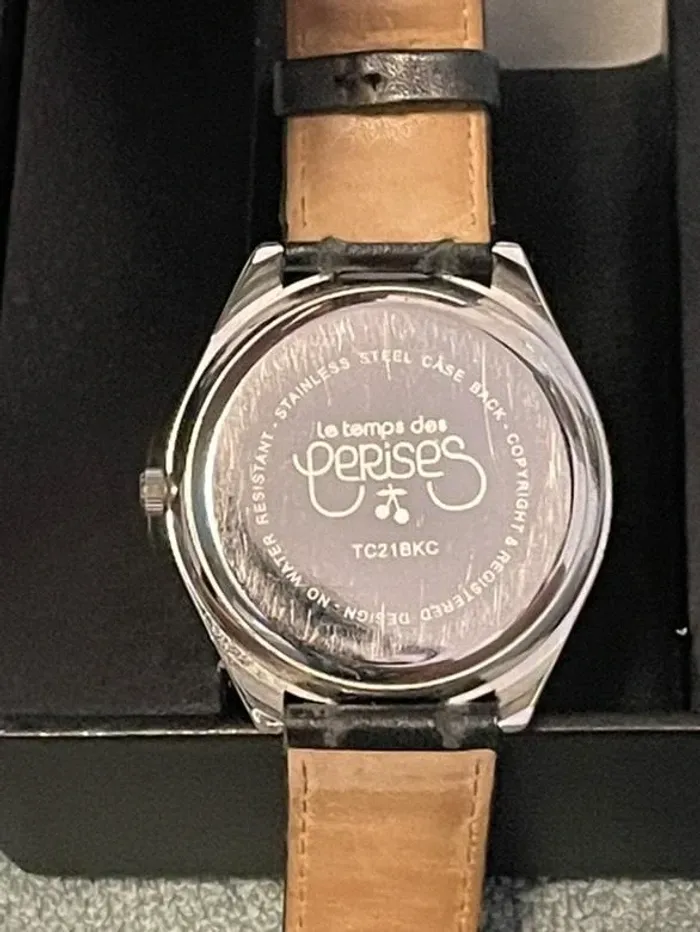 STAINLESS STEEL CASE BACK - COPYRIGHT & REGISTERED DESIGN - NO WATER RESISTANT -
le temps des
cerises
TC21BKC